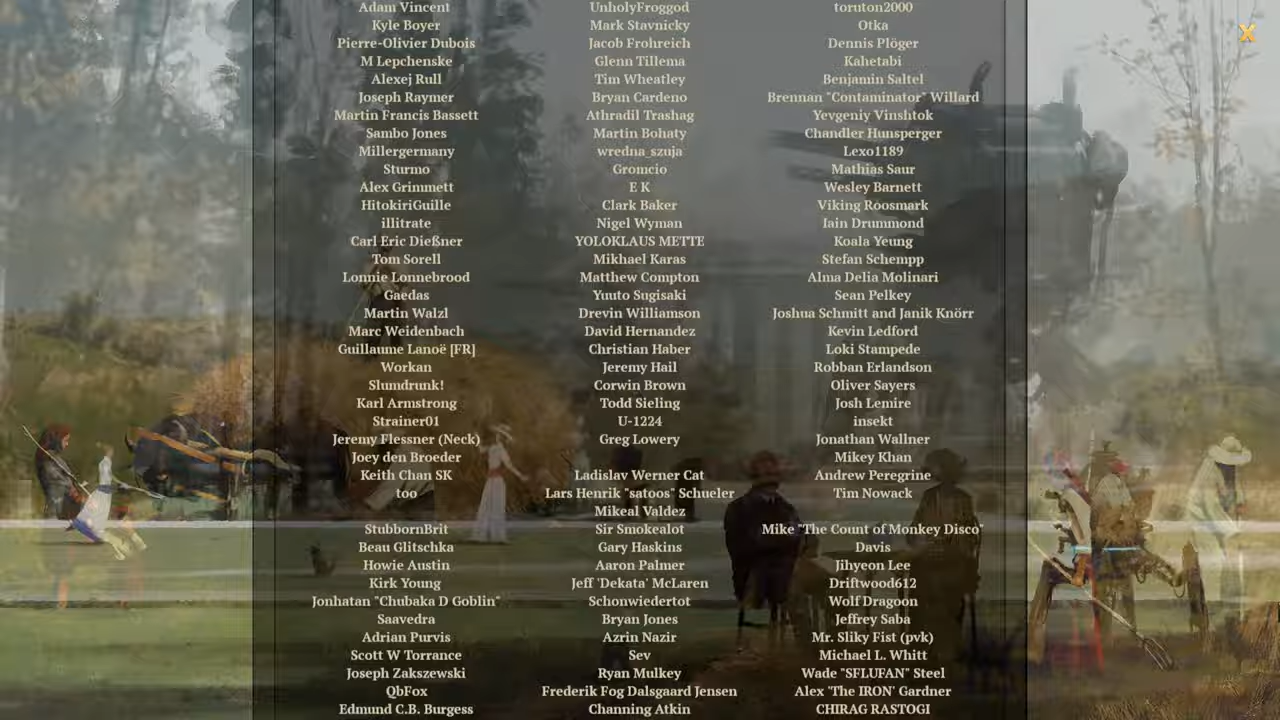 Adam Vincent
Kyle Boyer
Pierre-Olivier Dubois
M Lepchenske
Alexej Rull
Joseph Raymer
Martin Francis Bassett
Sambo Jones
Millergermany
Sturmo
Alex Grimmett
HitokiriGuille
illitrate
Carl Eric Dießner
Tom Sorell
Lonnie Lonnebrood
Gaedas
Martin Walzl
Marc Weidenbach
Guillaume Lanoë [FR]
Workan
Slumdrunk!
Karl Armstrong
Strainer01
Jeremy Flessner (Neck)
Joey den Broeder
Keith Chan SK
too
StubbornBrit
Beau Glitschka
Howie Austin
Kirk Young
Jonhatan "Chubaka D Goblin"
Saavedra
Adrian Purvis
Scott W Torrance
Joseph Zakszewski
QbFox
Edmund C.B. Burgess
UnholyFroggod
Mark Stavnicky
Jacob Frohreich
Glenn Tillema
Tim Wheatley
Bryan Cardeno
Athradil Trashag
Martin Bohaty
wredna_szuja
Gromcio
E K
Clark Baker
Nigel Wyman
YOLOKLAUS METTE
Mikhael Karas
Matthew Compton
Yuuto Sugisaki
Drevin Williamson
David Hernandez
Christian Haber
Jeremy Hail
Corwin Brown
Todd Sieling
U-1224
Greg Lowery
Ladislav Werner Cat
Lars Henrik "satoos" Schueler
Mikeal Valdez
Sir Smokealot
Gary Haskins
Aaron Palmer
Jeff 'Dekata' McLaren
Schonwiedertot
Bryan Jones
Azrin Nazir
Sev
Ryan Mulkey
Frederik Fog Dalsgaard Jensen
Channing Atkin
toruton2000
Otka
Dennis Plöger
Kahetabi
Benjamin Saltel
Brennan "Contaminator" Willard
Yevgeniy Vinshtok
Chandler Hunsperger
Lexo1189
Mathias Saur
Wesley Barnett
Viking Roosmark
Iain Drummond
Koala Yeung
Stefan Schempp
Alma Delia Molinari
Sean Pelkey
Joshua Schmitt and Janik Knörr
Kevin Ledford
Loki Stampede
Robban Erlandson
Oliver Sayers
Josh Lemire
insekt
Jonathan Wallner
Mikey Khan
Andrew Peregrine
Tim Nowack
Mike "The Count of Monkey Disco"
Davis
Jihyeon Lee
Driftwood612
Wolf Dragoon
Jeffrey Saba
Mr. Sliky Fist (pvk)
Michael L. Whitt
Wade "SFLUFAN" Steel
Alex 'The IRON' Gardner
CHIRAG RASTOGI
X